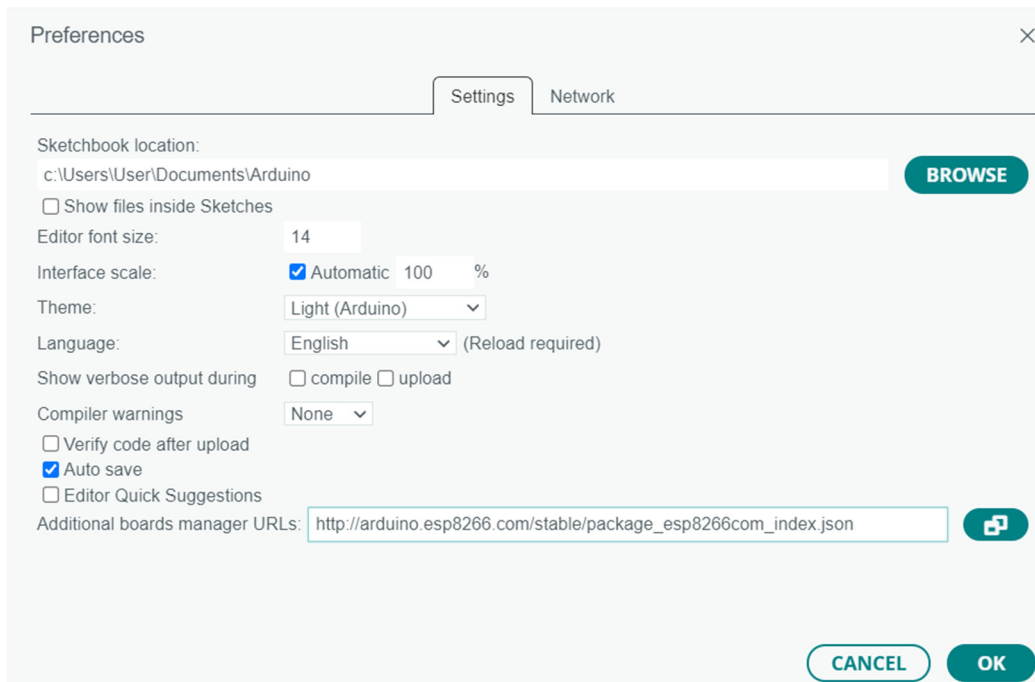 Preferences
Settings Network
Sketchbook location:
c:\Users\User\Documents\Arduino BROWSE
Show files inside Sketches
Editor font size: 14
Interface scale: Automatic 100 %
Theme: Light (Arduino)
Language: English (Reload required)
Show verbose output during compile upload
Compiler warnings None
Verify code after upload
Auto save
Editor Quick Suggestions
Additional boards manager URLs: http://arduino.esp8266.com/stable/package_esp8266com_index.json
CANCEL OK